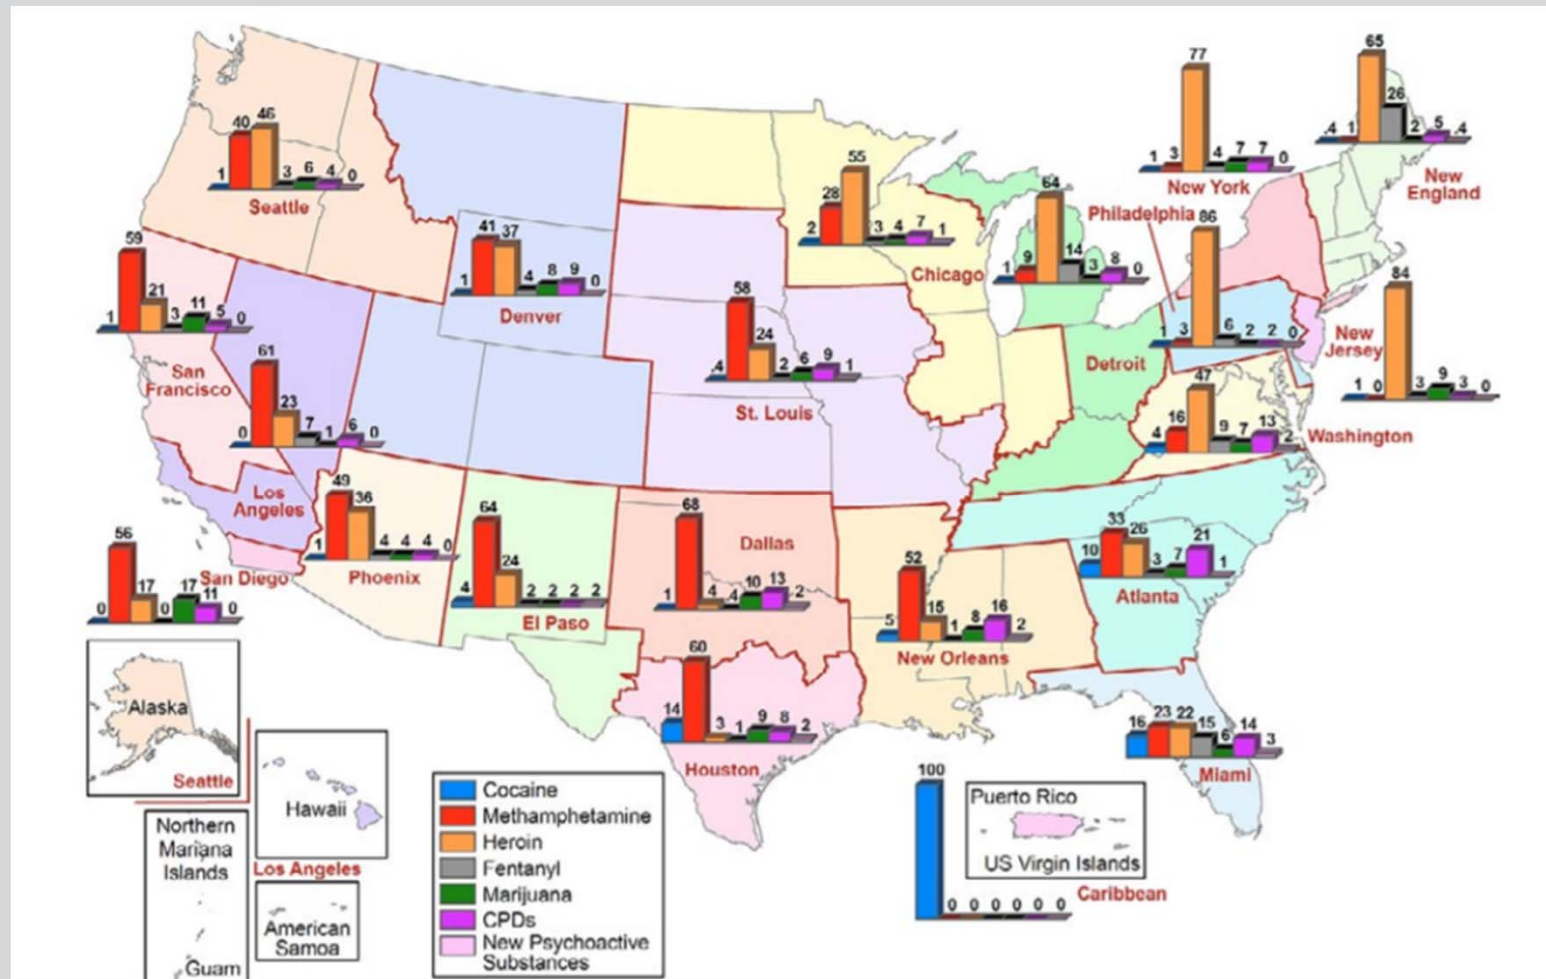 77
1 3 4 7 7 0
New York
65
.4 1 26 2 5 .4
New
England
40 46
1 3 6 4 0
Seattle
55
28
2 3 4 7 1
Chicago
64
1 9 14 3 8 0
Detroit
Philadelphia
86
1 3 6 2 2 0
84
New
Jersey
1 0 3 9 3 0
59
21
1 3 11 5 0
San
Francisco
41 37
1 4 8 9 0
Denver
58
24
.4 2 6 9 1
St. Louis
47
16
4 9 7 13 2
Washington
61
23
0 7 1 6 0
Los
Angeles
49
36
1 4 4 4 0
Phoenix
64
24
4 2 2 2 2
El Paso
68
Dallas
1 4 .4 10 13 2
52
15
5 1 8 16 2
New Orleans
33
26
10 3 7 21 1
Atlanta
56
17
0 0 17 11 0
San Diego
60
14 3 1 9 8 2
Houston
16 23 22 15 6 14 3
Miami
Alaska
Seattle
Hawaii
Los Angeles
Northern
Mariana
Islands
Guam
American
Samoa
Cocaine
Methamphetamine
Heroin
Fentanyl
Marijuana
CPDs
New Psychoactive
Substances
100
0 0 0 0 0 0
Puerto Rico
US Virgin Islands
Caribbean